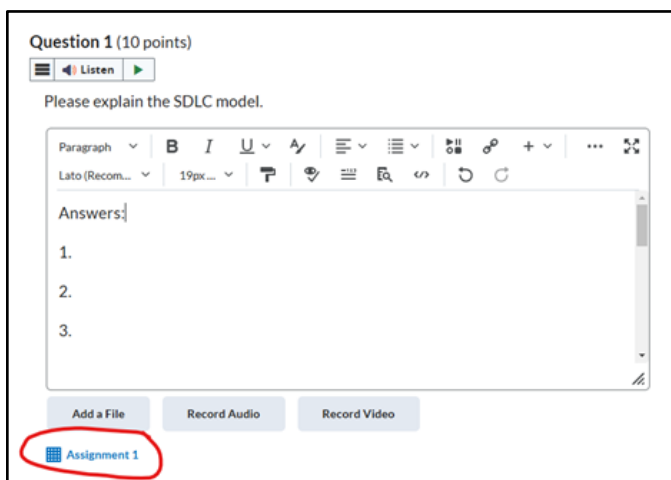 Question 1 (10 points)
Listen
Please explain the SDLC model.
Paragraph B I U A
Lato (Recom... 19px ...
Answers:
1.
2.
3.
Add a File Record Audio Record Video
Assignment 1